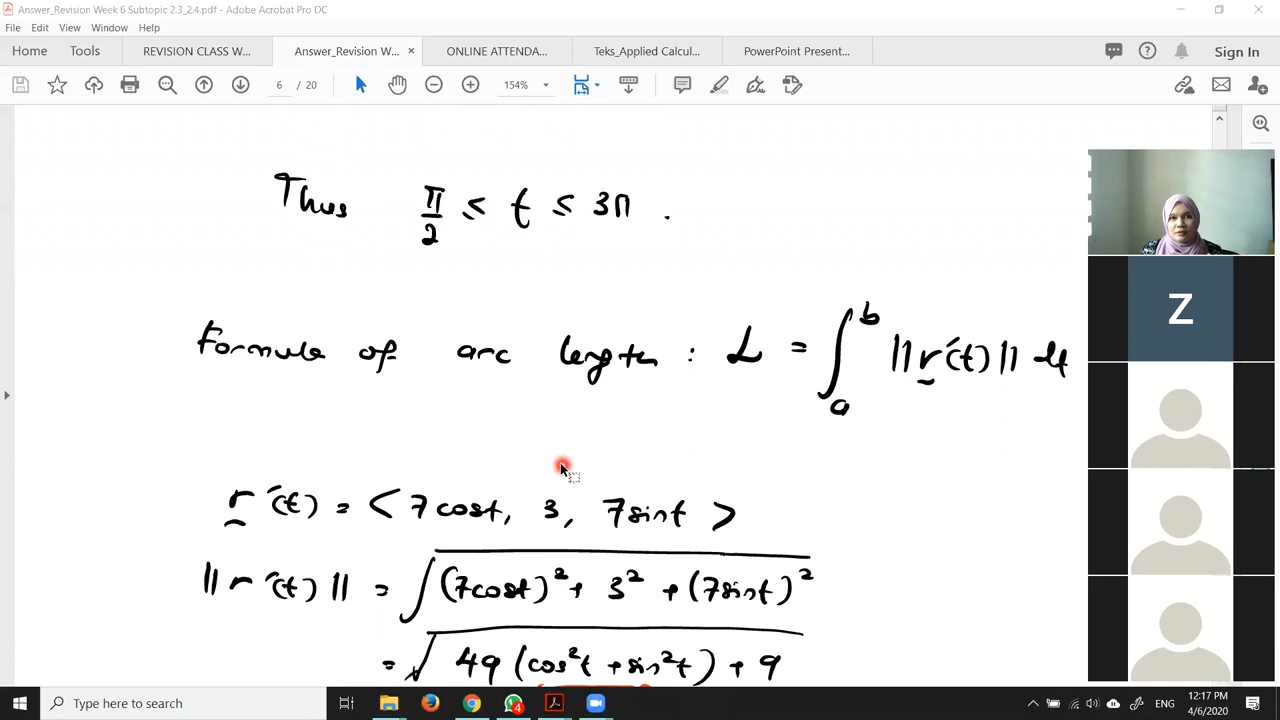 Answer_Revision Week 6 Subtopic 2.3_2.4.pdf - Adobe Acrobat Pro DC
File Edit View Window Help
Home Tools REVISION CLASS W... Answer_Revision W... × ONLINE ATTENDA... Teks_Applied Calcul... PowerPoint Present... Sign In
6 / 20 154%
Thus π/2 ≤ t ≤ 3π .
Formula of arc length : L = ∫_a^b ||r'(t)|| dt
Z
r'(t) = < 7cost, 3, 7sint >
||r'(t)|| = √((7cost)² + 3² + (7sint)²)
= √(49 (cos²t + sin²t) + 9)
Type here to search
4
ENG
12:17 PM
4/6/2020